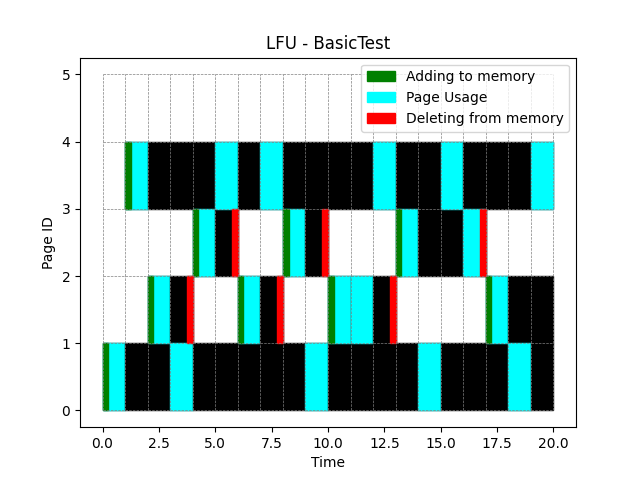 LFU - BasicTest
Adding to memory
Page Usage
Deleting from memory
Page ID
5
4
3
2
1
0
0.0 2.5 5.0 7.5 10.0 12.5 15.0 17.5 20.0
Time